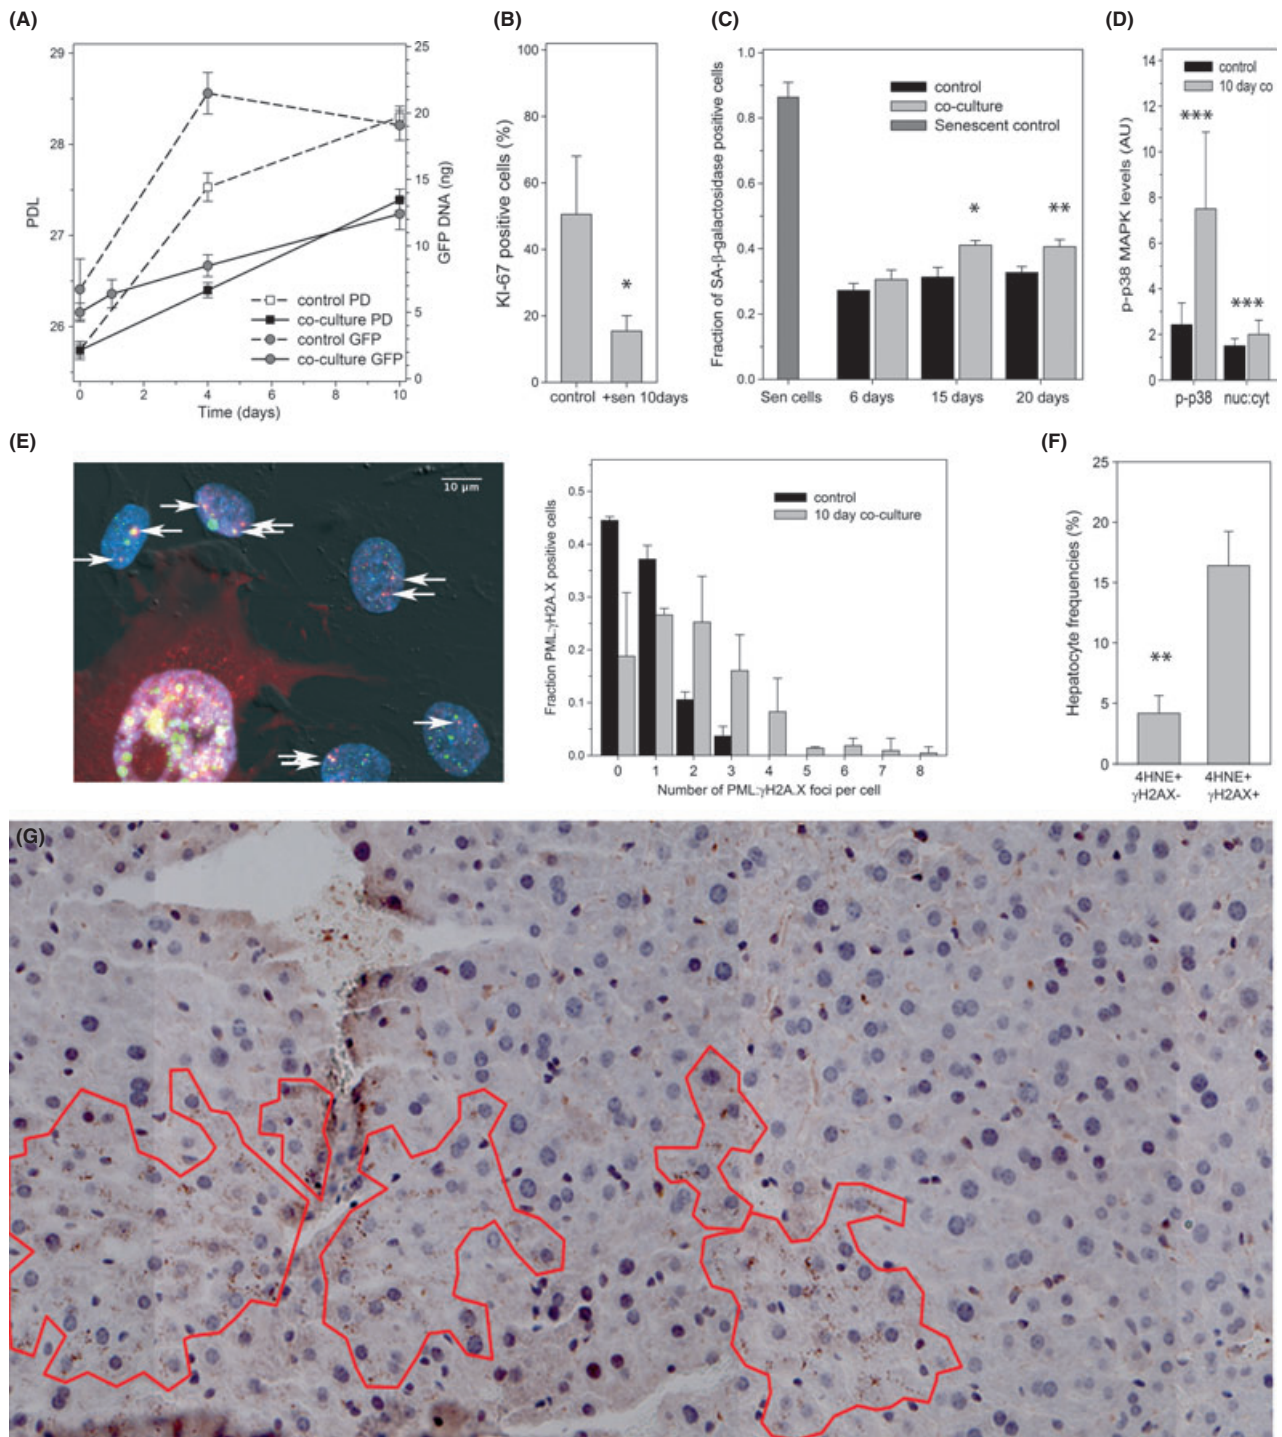 (A)
PDL
29
28
27
26
25
20
15
10
5
0
GFP DNA (ng)
control PD
co-culture PD
control GFP
co-culture GFP
0 2 4 6 8 10
Time (days)
(B)
KI-67 positive cells (%)
100
80
60
40
20
0
*
control +sen 10days
(C)
Fraction of SA-β-galactosidase positive cells
1.0
0.8
0.6
0.4
0.2
0.0
control
co-culture
Senescent control
* **
Sen cells 6 days 15 days 20 days
(D)
p-p38 MAPK levels (AU)
14
12
10
8
6
4
2
0
control
10 day co
***
***
p-p38 nuc:cyt
(E)
10 µm
Fraction PML:γH2A.X positive cells
0.5
0.4
0.3
0.2
0.1
0.0
control
10 day co-culture
0 1 2 3 4 5 6 7 8
Number of PML:γH2A.X foci per cell
(F)
Hepatocyte frequencies (%)
25
20
15
10
5
0
**
4HNE+ 4HNE+
γH2AX- γH2AX+
(G)